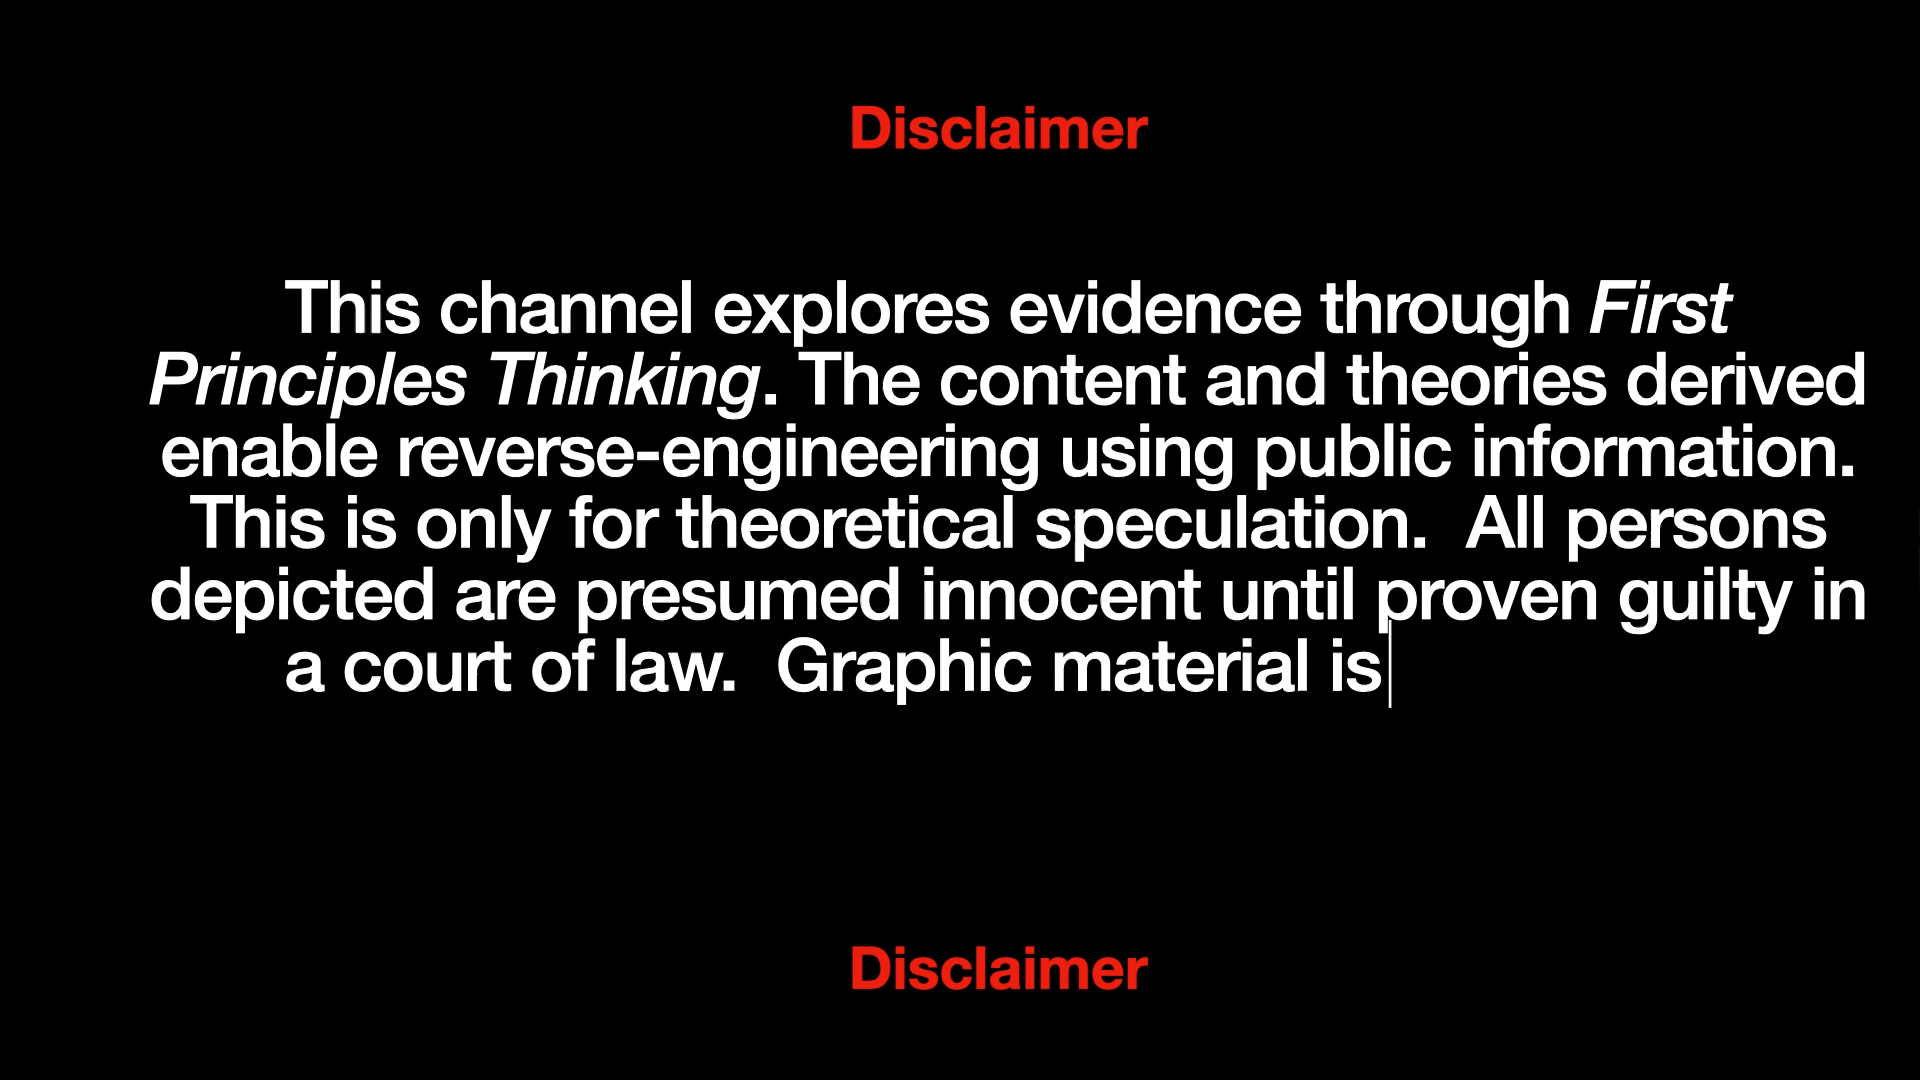 Disclaimer
This channel explores evidence through First
Principles Thinking. The content and theories derived
enable reverse-engineering using public information.
This is only for theoretical speculation.  All persons
depicted are presumed innocent until proven guilty in
a court of law.  Graphic material is
Disclaimer